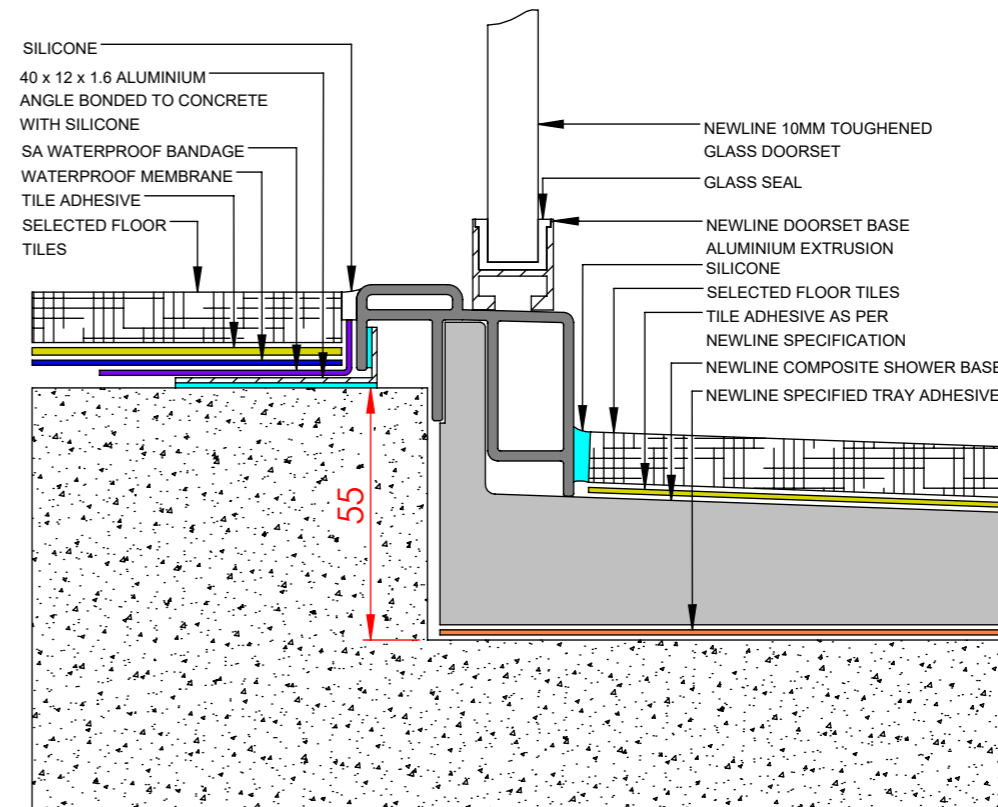 SILICONE
40 x 12 x 1.6 ALUMINIUM
ANGLE BONDED TO CONCRETE
WITH SILICONE
SA WATERPROOF BANDAGE
WATERPROOF MEMBRANE
TILE ADHESIVE
SELECTED FLOOR
TILES
NEWLINE 10MM TOUGHENED
GLASS DOORSET
GLASS SEAL
NEWLINE DOORSET BASE
ALUMINIUM EXTRUSION
SILICONE
SELECTED FLOOR TILES
TILE ADHESIVE AS PER
NEWLINE SPECIFICATION
NEWLINE COMPOSITE SHOWER BASE
NEWLINE SPECIFIED TRAY ADHESIVE
55